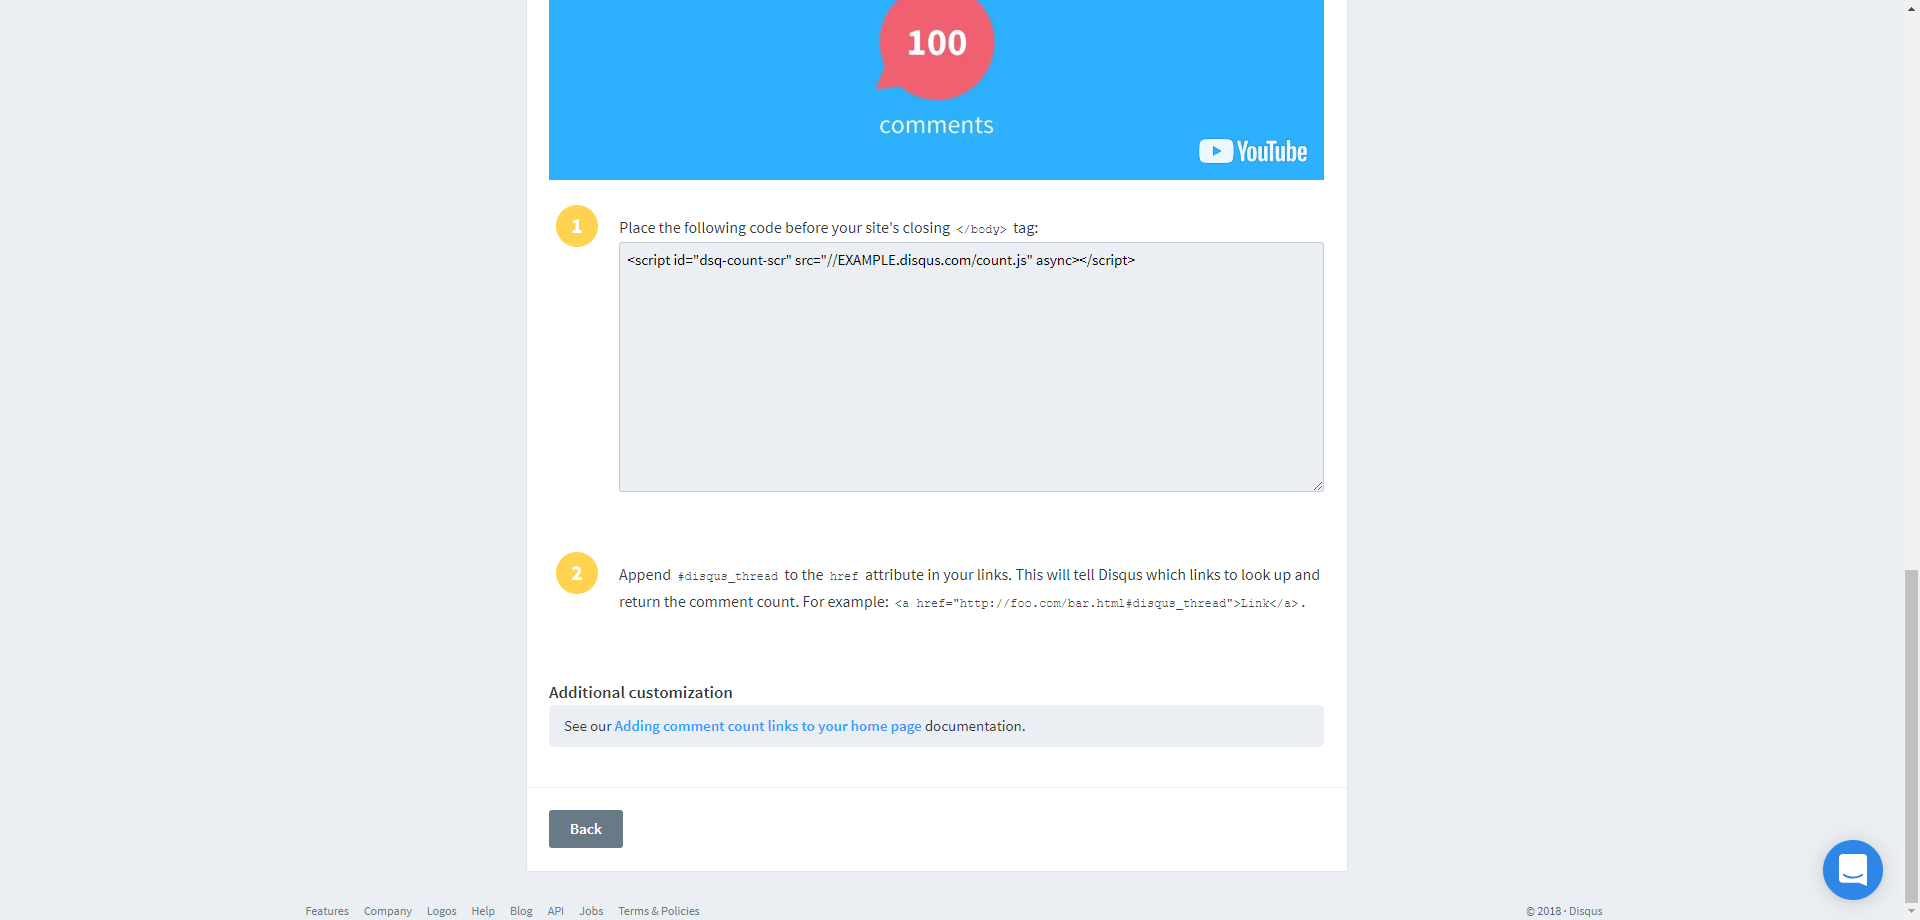 100
comments
YouTube
1
Place the following code before your site's closing </body> tag:
<script id="dsq-count-scr" src="//EXAMPLE.disqus.com/count.js" async></script>
2
Append #disqus_thread to the href attribute in your links. This will tell Disqus which links to look up and
return the comment count. For example: <a href="http://foo.com/bar.html#disqus_thread">Link</a>.
Additional customization
See our Adding comment count links to your home page documentation.
Back
Features Company Logos Help Blog API Jobs Terms & Policies © 2018 · Disqus